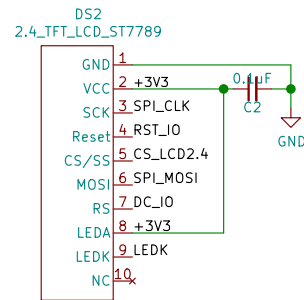 DS2
2.4_TFT_LCD_ST7789
GND 1
VCC 2 +3V3 0.1uF
SCK 3 SPI_CLK C2
Reset 4 RST_IO GND
CS/SS 5 CS_LCD2.4
MOSI 6 SPI_MOSI
RS 7 DC_IO
LEDA 8 +3V3
LEDK 9 LEDK
NC 10